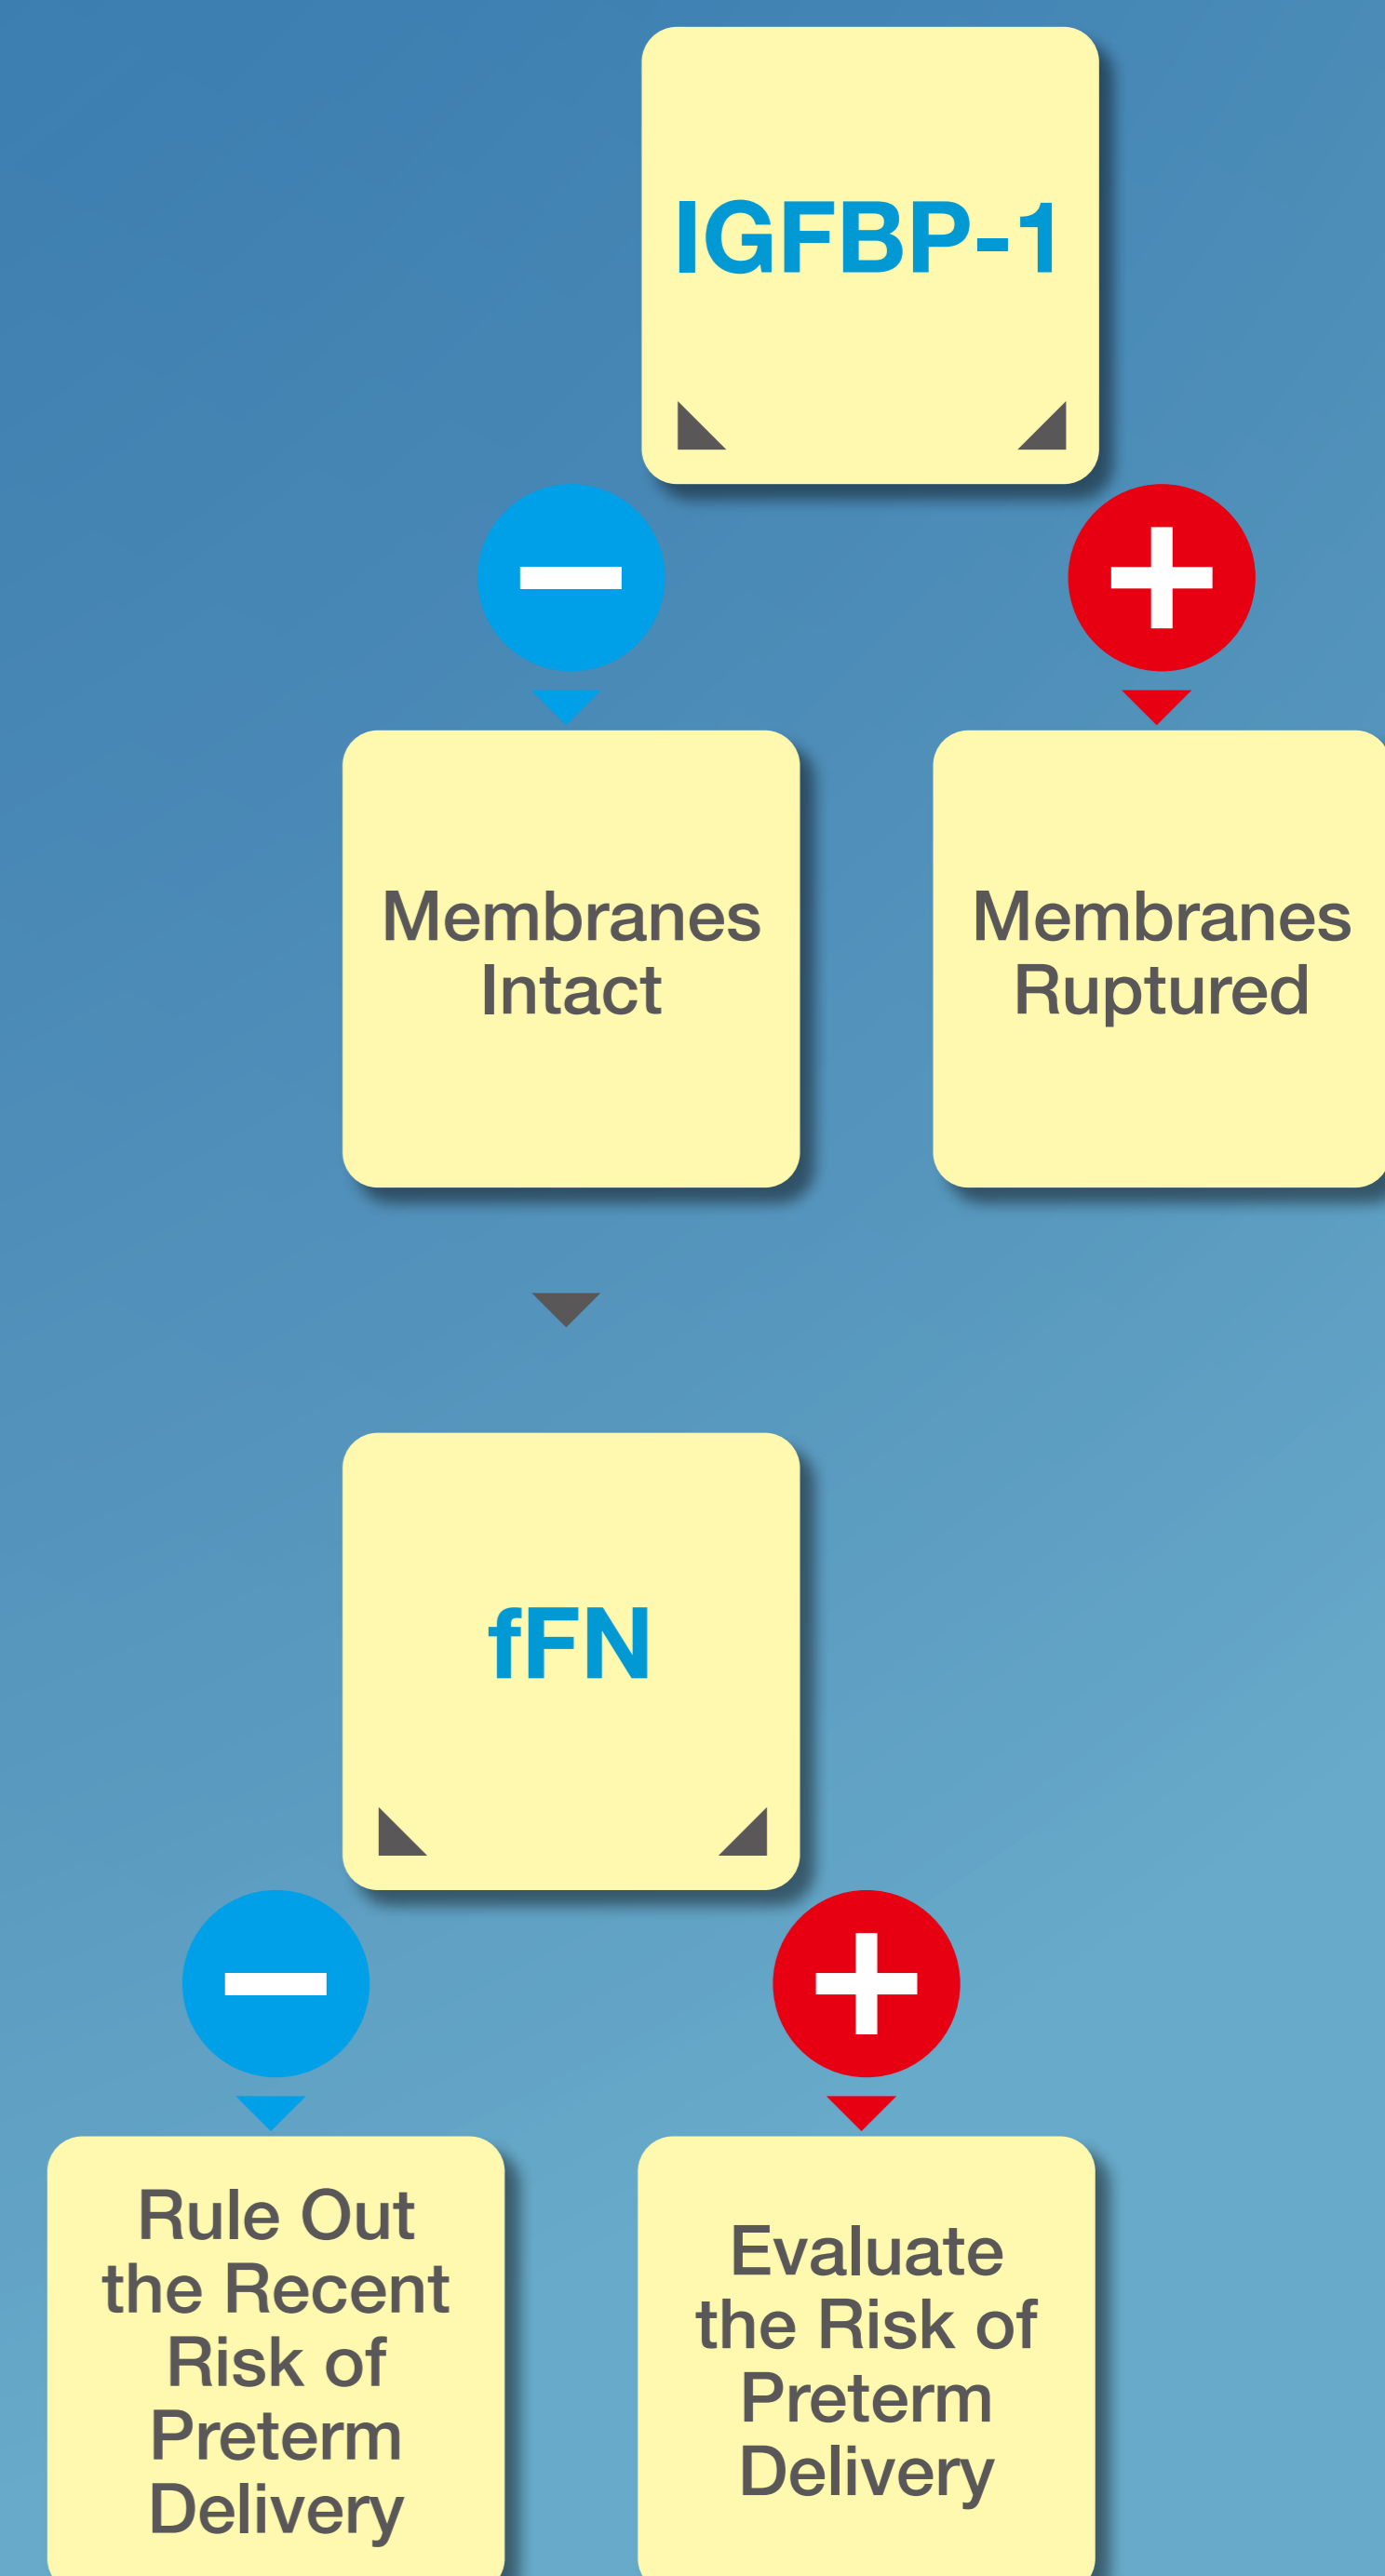 IGFBP-1
−
+
Membranes
Intact
Membranes
Ruptured
fFN
−
+
Rule Out
the Recent
Risk of
Preterm
Delivery
Evaluate
the Risk of
Preterm
Delivery